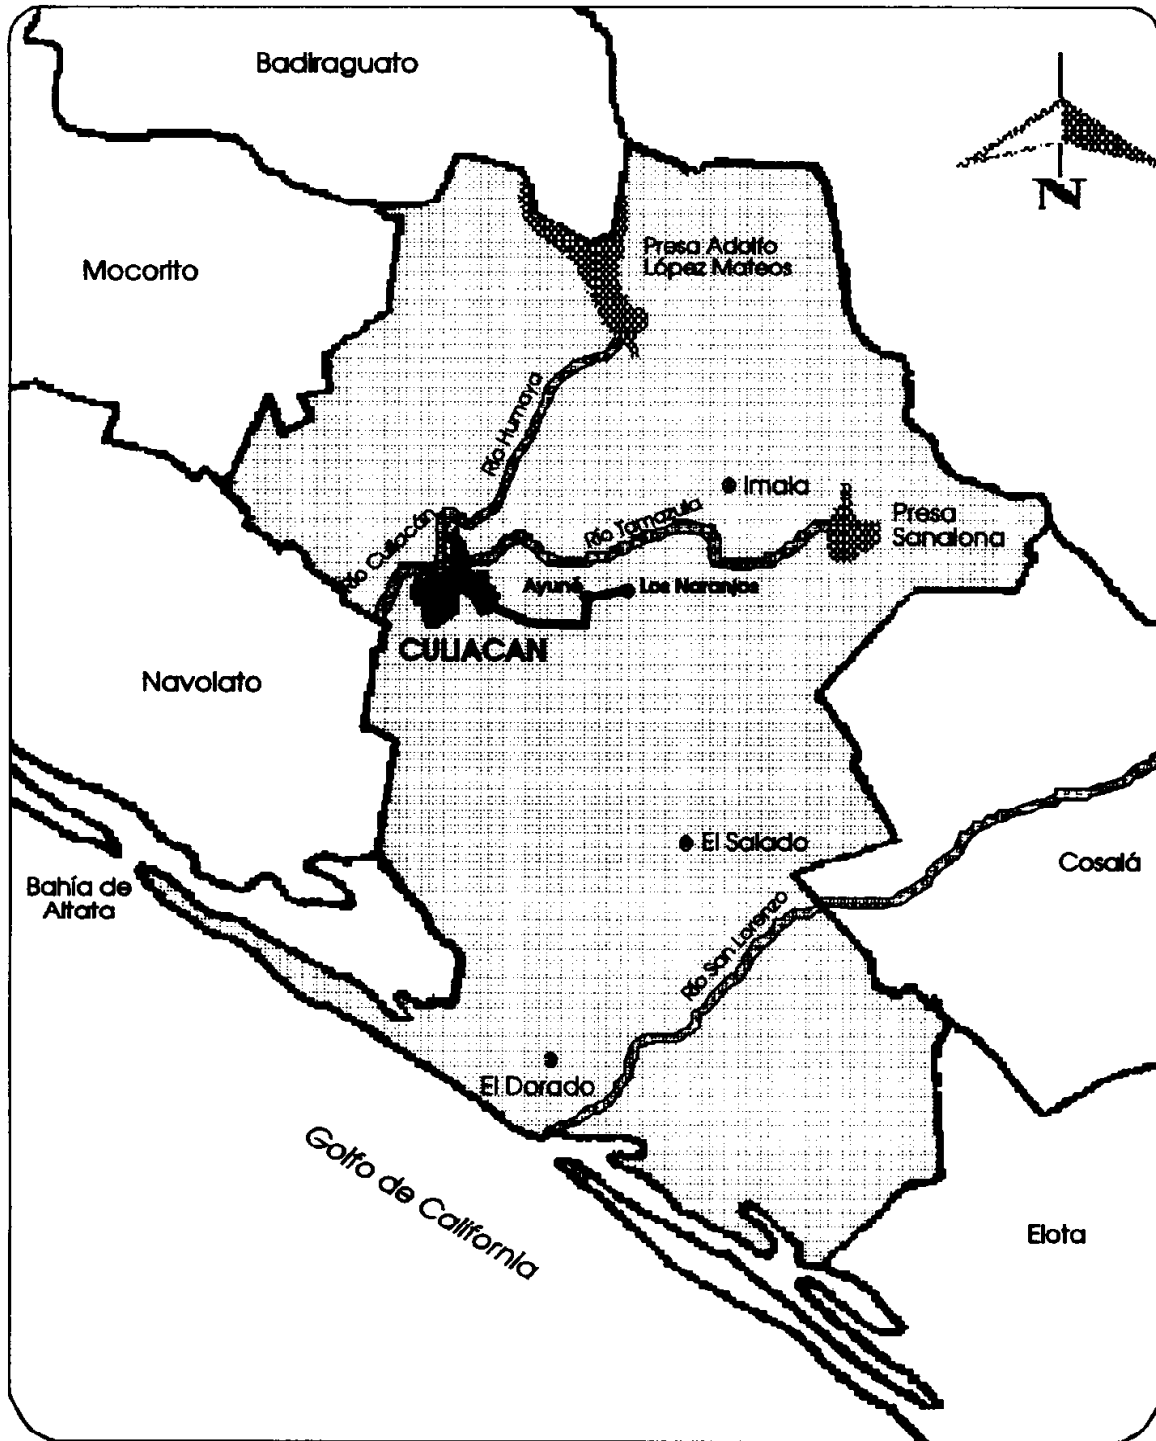 Badiraguato
N
Mocorito
Presa Adolfo
López Mateos
Río Humaya
Imala
Presa
Sanalona
Río Culiacán
Río Tamazula
Ayuné
Los Naranjos
CULIACAN
Navolato
El Salado
Cosalá
Bahía de
Altata
Río San Lorenzo
El Dorado
Golfo de California
Elota